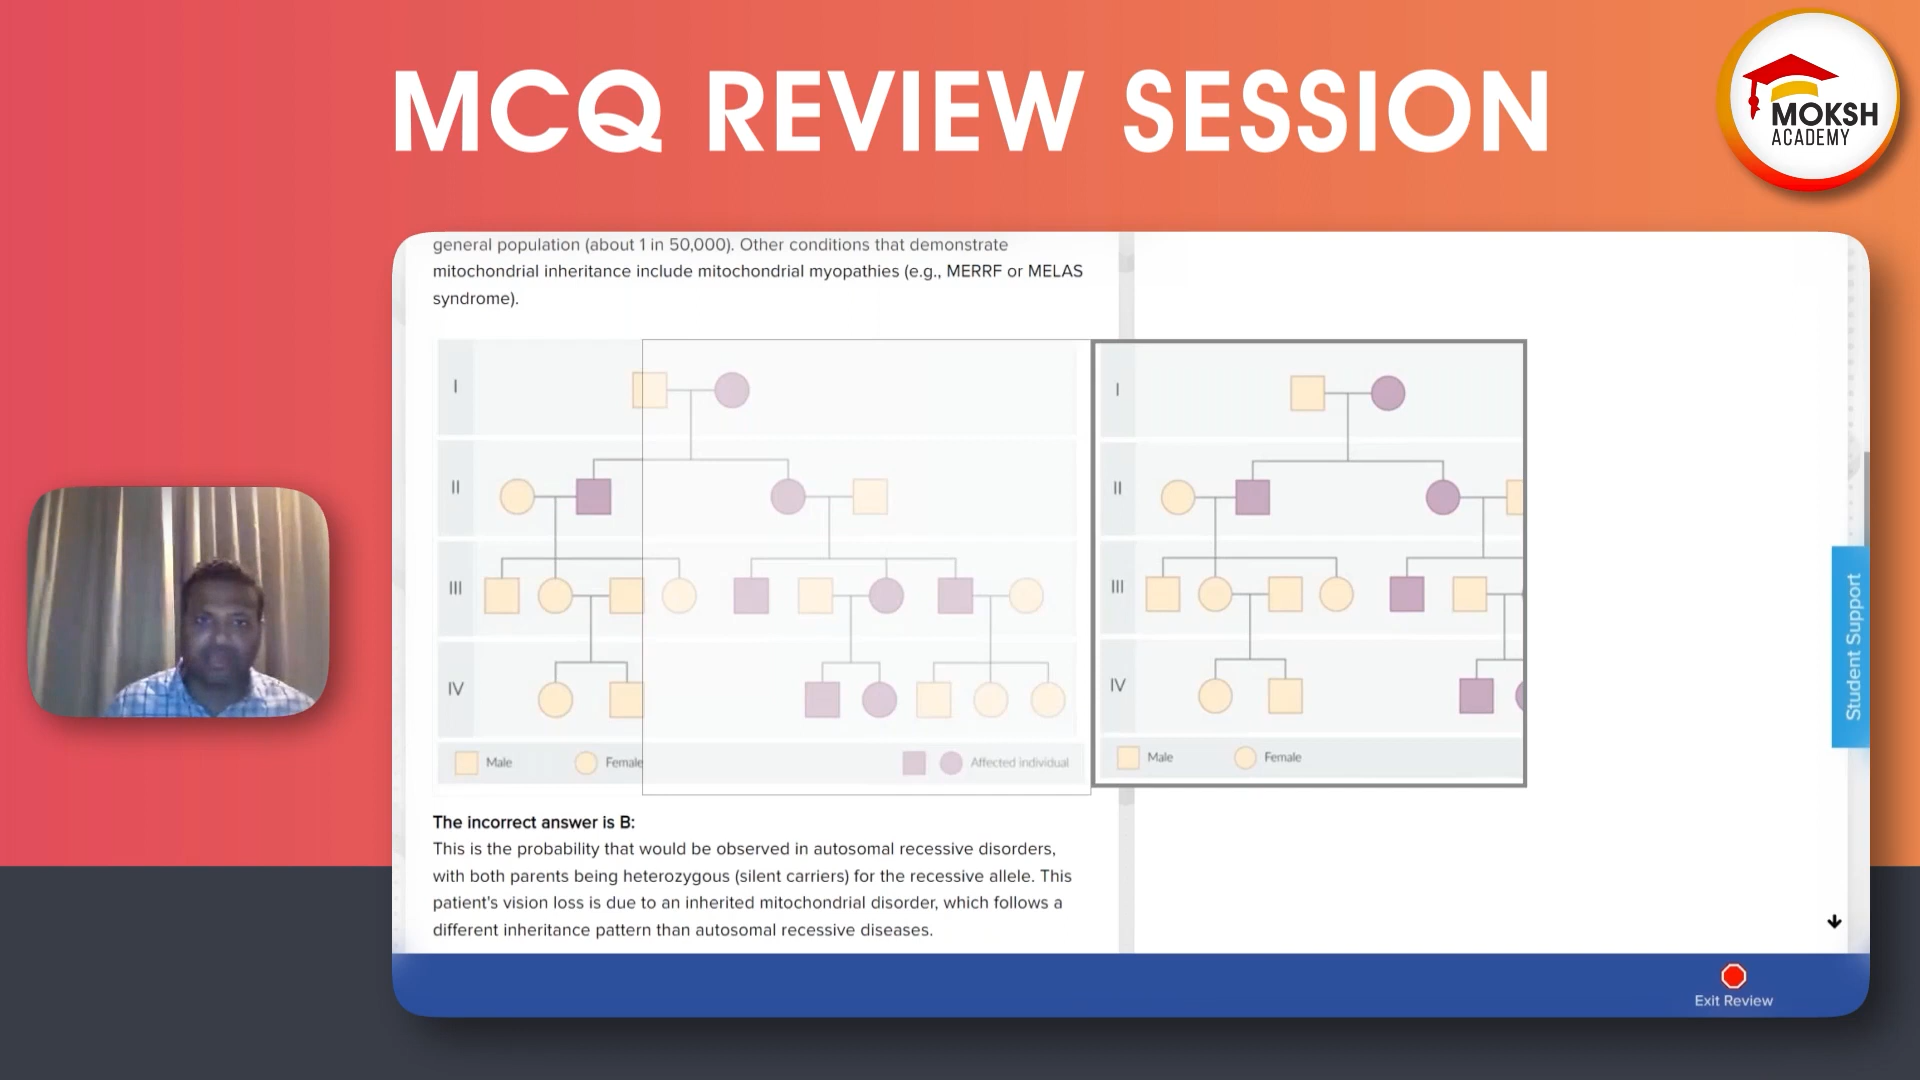 MCQ REVIEW SESSION
MOKSH
ACADEMY
general population (about 1 in 50,000). Other conditions that demonstrate
mitochondrial inheritance include mitochondrial myopathies (e.g., MERRF or MELAS
syndrome).
I
II
III
IV
Male
Female
Affected individual
I
II
III
IV
Male
Female
The incorrect answer is B:
This is the probability that would be observed in autosomal recessive disorders,
with both parents being heterozygous (silent carriers) for the recessive allele. This
patient's vision loss is due to an inherited mitochondrial disorder, which follows a
different inheritance pattern than autosomal recessive diseases.
Student Support
Exit Review